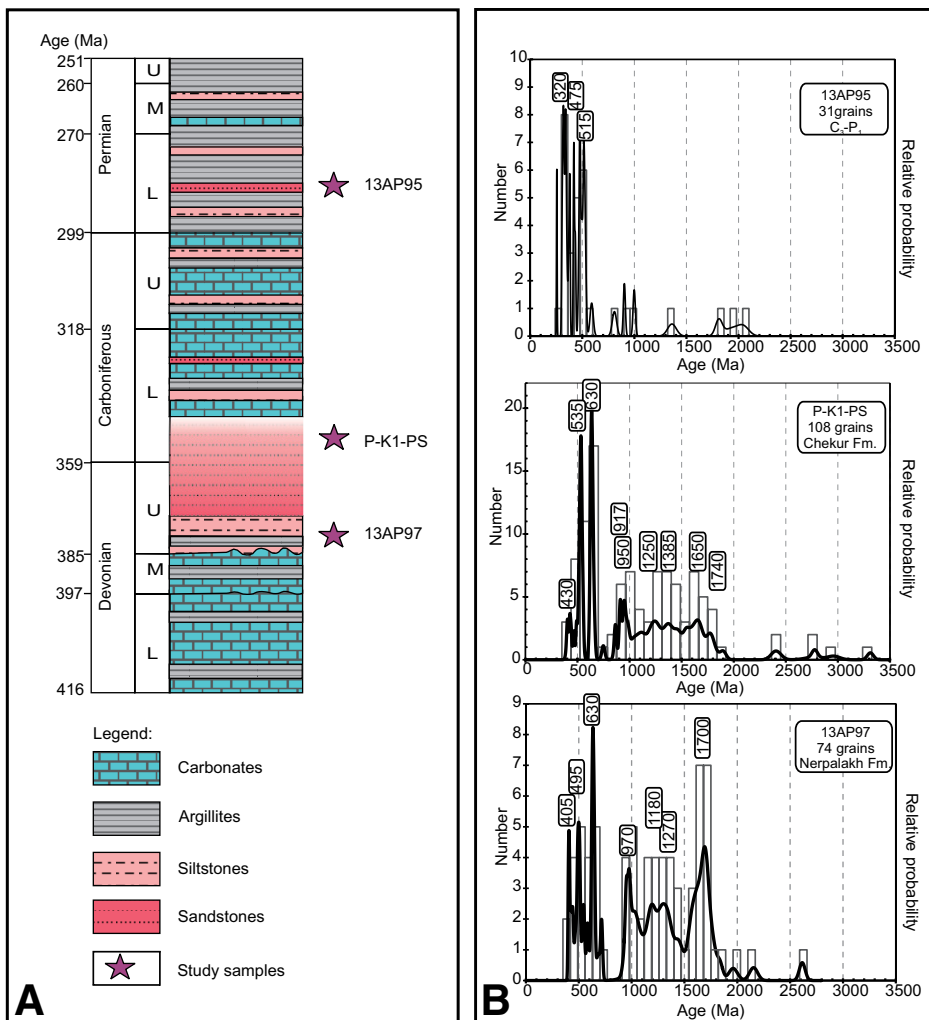 Age (Ma)
251
260
270
299
318
359
385
397
416
Permian
Carboniferous
Devonian
U
M
L
U
L
U
M
L
13AP95
P-K1-PS
13AP97
Legend:
Carbonates
Argillites
Siltstones
Sandstones
Study samples
A
10
9
8
7
6
5
4
3
2
1
0
Number
320
475
515
13AP95
31grains
C₃-P₁
Relative probability
0 500 1000 1500 2000 2500 3000 3500
Age (Ma)
20
15
10
5
0
Number
430
535
630
917
950
1250
1385
1650
1740
P-K1-PS
108 grains
Chekur Fm.
Relative probability
0 500 1000 1500 2000 2500 3000 3500
Age (Ma)
9
8
7
6
5
4
3
2
1
0
Number
405
495
630
970
1180
1270
1700
13AP97
74 grains
Nerpalakh Fm.
Relative probability
0 500 1000 1500 2000 2500 3000 3500
Age (Ma)
B